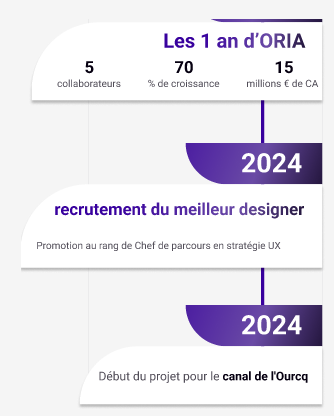 Les 1 an d’ORIA
5 70 15
collaborateurs % de croissance millions € de CA
2024
recrutement du meilleur designer
Promotion au rang de Chef de parcours en stratégie UX
2024
Début du projet pour le canal de l'Ourcq